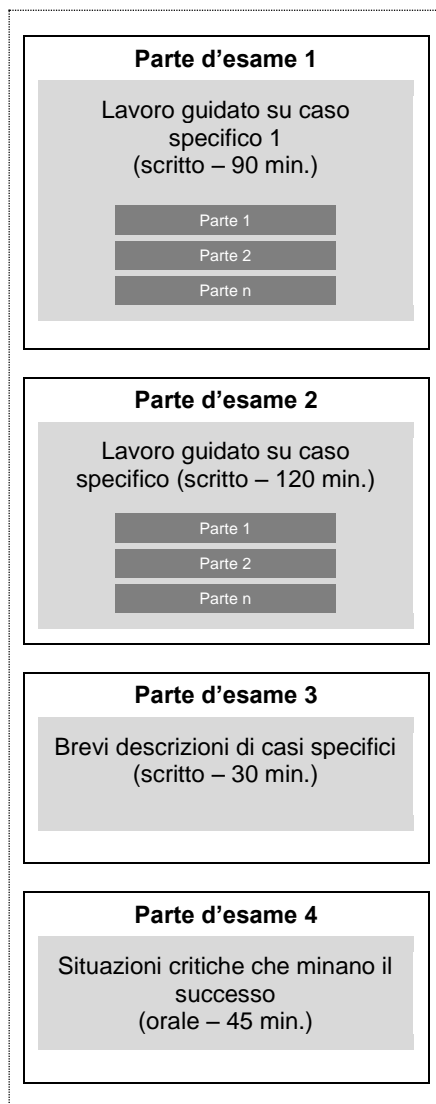 Parte d'esame 1
Lavoro guidato su caso
specifico 1
(scritto – 90 min.)
Parte 1
Parte 2
Parte n
Parte d'esame 2
Lavoro guidato su caso
specifico (scritto – 120 min.)
Parte 1
Parte 2
Parte n
Parte d'esame 3
Brevi descrizioni di casi specifici
(scritto – 30 min.)
Parte d'esame 4
Situazioni critiche che minano il
successo
(orale – 45 min.)